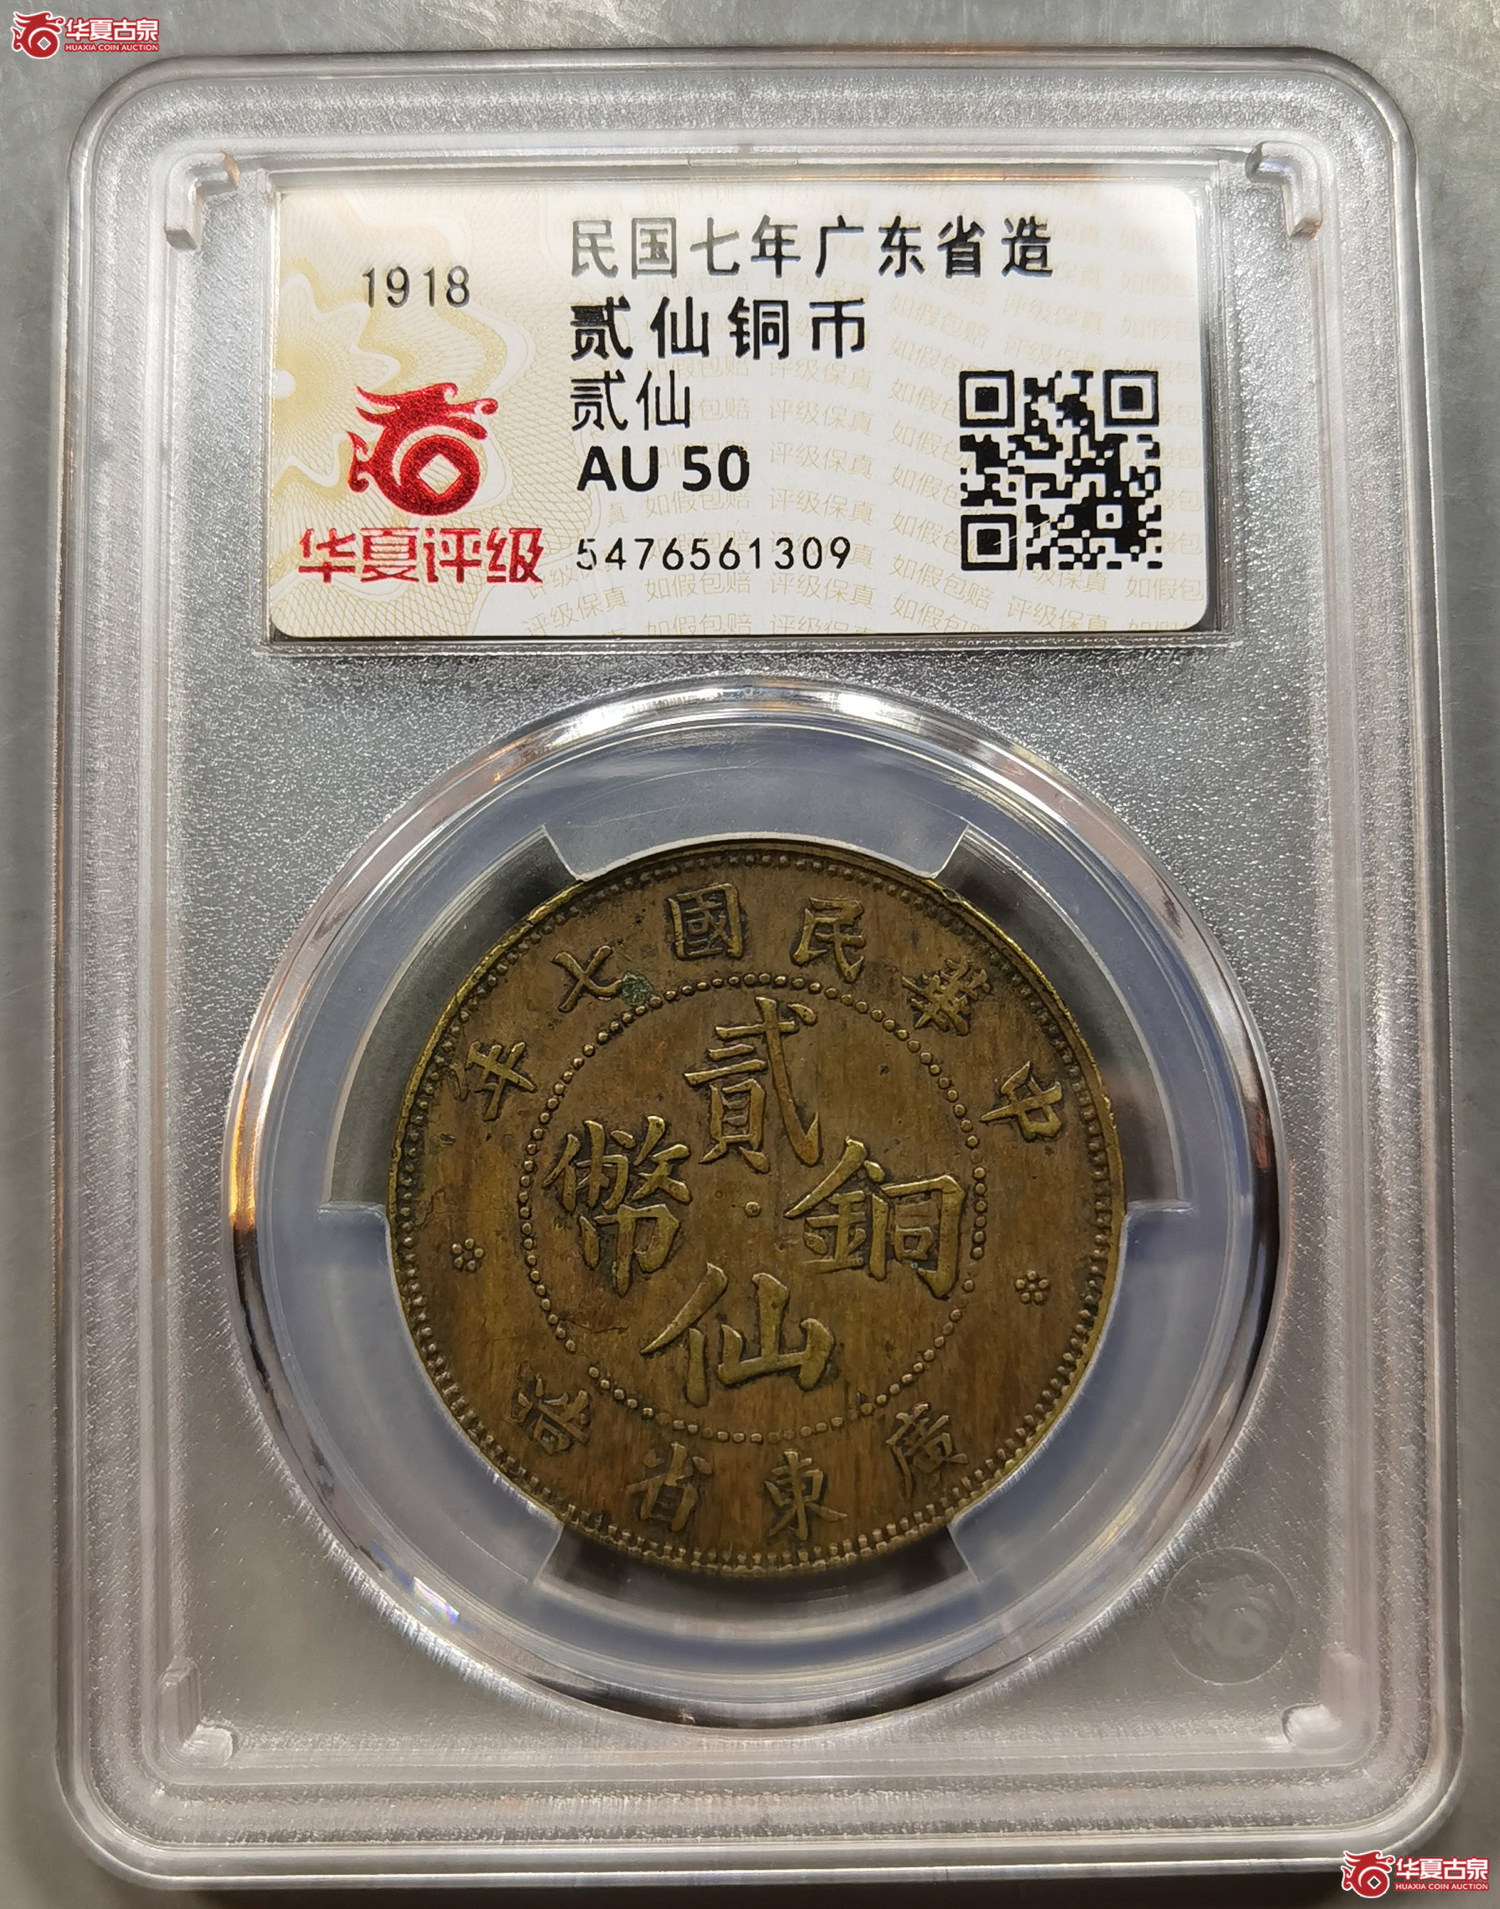 华夏古泉
HUAXIA COIN AUCTION
1918
民国七年广东省造
贰仙铜币
贰仙
AU 50
5476561309
华夏评级
评级保真 如假包赔
中華民國七年
貳仙
銅幣
廣東省造
华夏古泉
HUAXIA COIN AUCTION